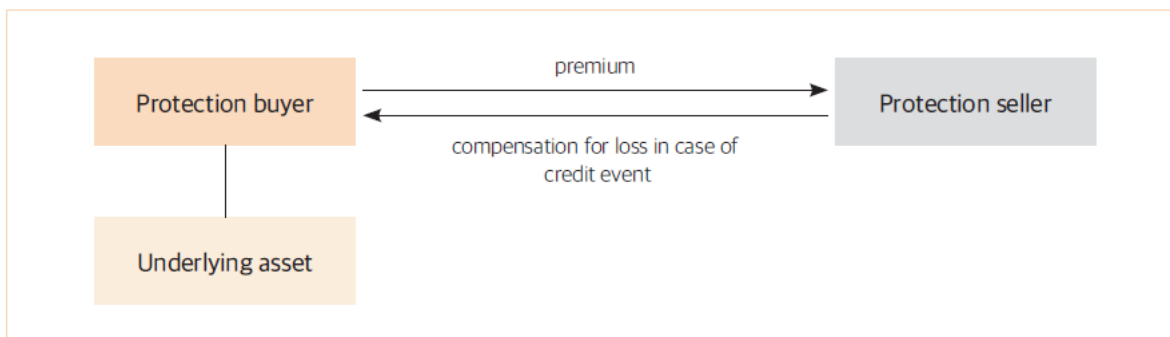 premium
Protection buyer
Protection seller
compensation for loss in case of
credit event
Underlying asset